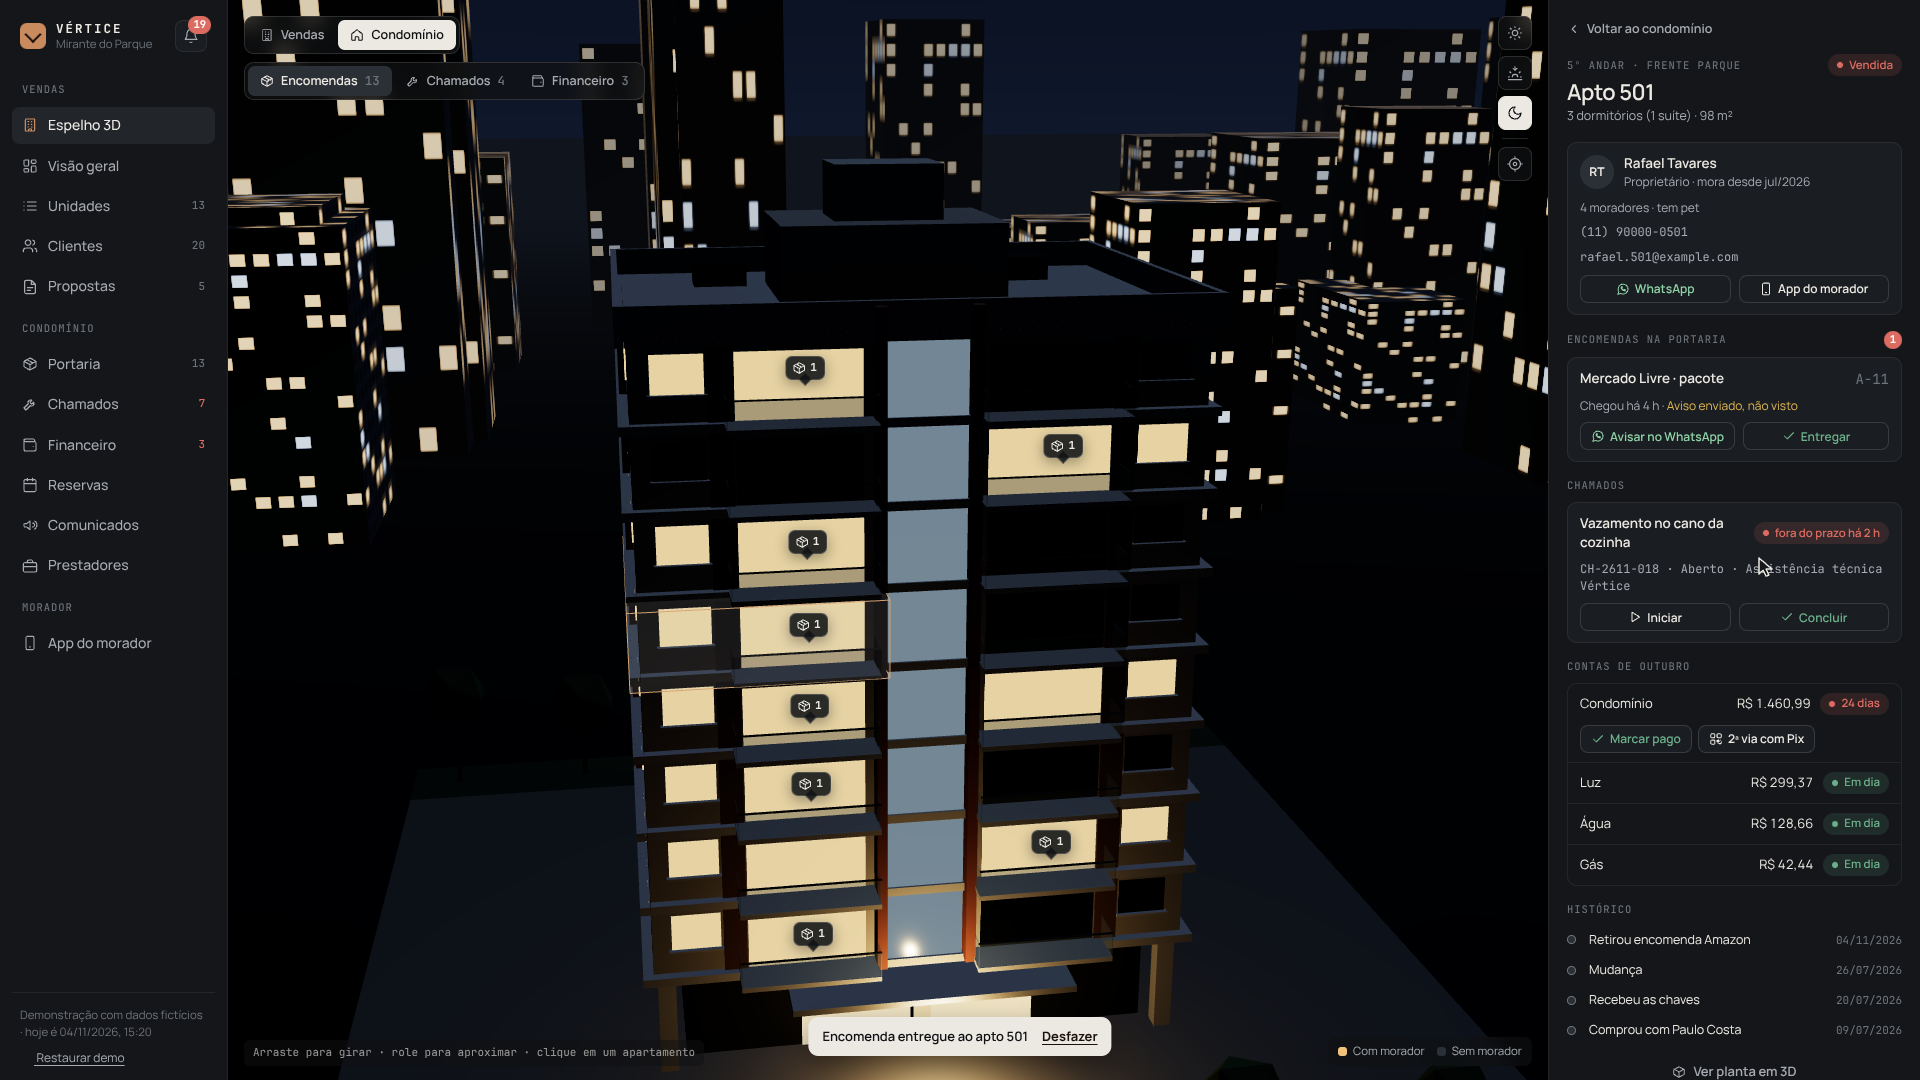 VÉRTICE
Mirante do Parque
19
VENDAS
Espelho 3D
Visão geral
Unidades 13
Clientes 20
Propostas 5
CONDOMÍNIO
Portaria 13
Chamados 7
Financeiro 3
Reservas
Comunicados
Prestadores
MORADOR
App do morador
Demonstração com dados fictícios
· hoje é 04/11/2026, 15:20
Restaurar demo
Vendas
Condomínio
Encomendas 13
Chamados 4
Financeiro 3
1
1
1
1
1
1
1
1
Encomenda entregue ao apto 501 Desfazer
Arraste para girar · role para aproximar · clique em um apartamento
Com morador
Sem morador
Voltar ao condomínio
5º ANDAR · FRENTE PARQUE
Vendida
Apto 501
3 dormitórios (1 suíte) · 98 m²
RT
Rafael Tavares
Proprietário · mora desde jul/2026
4 moradores · tem pet
(11) 90000-0501
rafael.501@example.com
WhatsApp
App do morador
ENCOMENDAS NA PORTARIA 1
Mercado Livre · pacote A-11
Chegou há 4 h · Aviso enviado, não visto
Avisar no WhatsApp
Entregar
CHAMADOS
Vazamento no cano da
cozinha
fora do prazo há 2 h
CH-2611-018 · Aberto · Assistência técnica
Vértice
Iniciar
Concluir
CONTAS DE OUTUBRO
Condomínio R$ 1.460,99 24 dias
Marcar pago
2ª via com Pix
Luz R$ 299,37 Em dia
Água R$ 128,66 Em dia
Gás R$ 42,44 Em dia
HISTÓRICO
Retirou encomenda Amazon 04/11/2026
Mudança 26/07/2026
Recebeu as chaves 20/07/2026
Comprou com Paulo Costa 09/07/2026
Ver planta em 3D